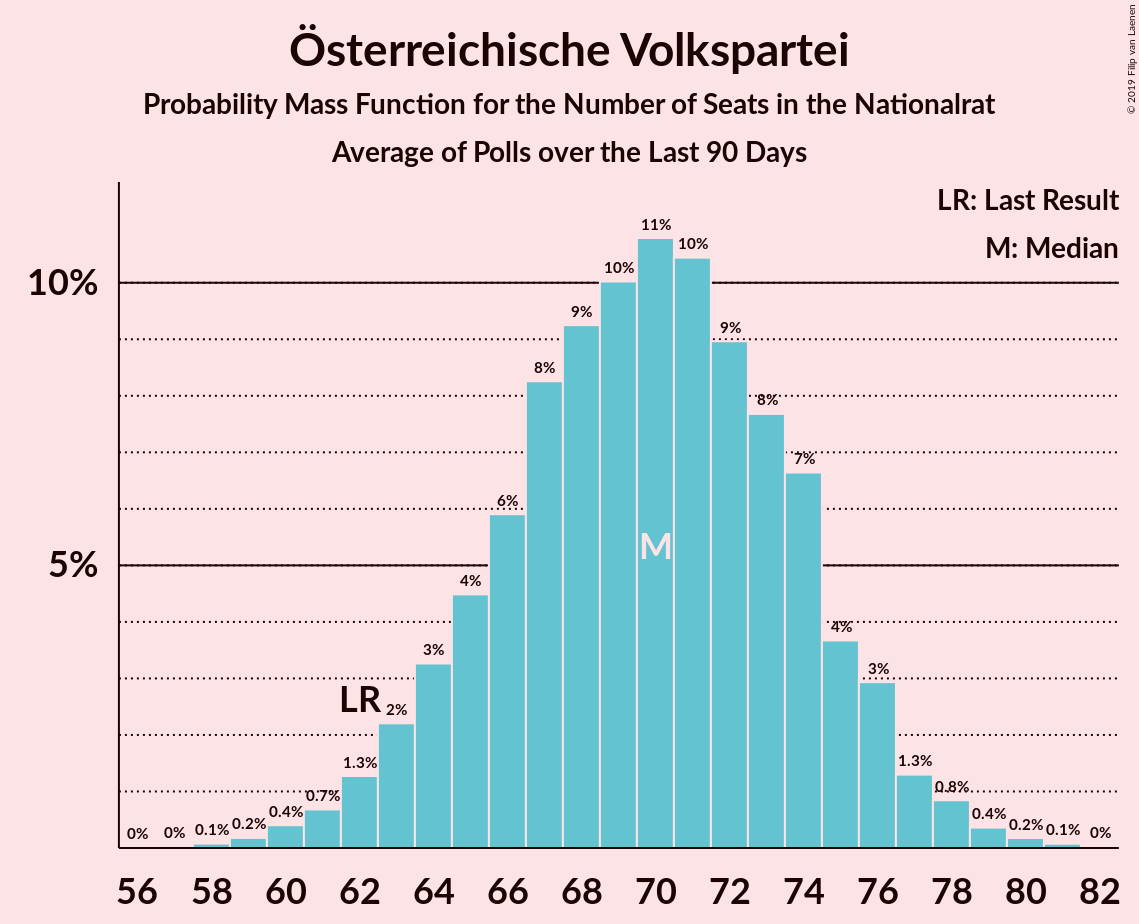 Österreichische Volkspartei
Probability Mass Function for the Number of Seats in the Nationalrat
Average of Polls over the Last 90 Days
© 2019 Filip van Laenen
LR: Last Result
M: Median
10%
5%
0% 0% 0.1% 0.2% 0.4% 0.7% 1.3% 2% 3% 4% 6% 8% 9% 10% 11% 10% 9% 8% 7% 4% 3% 1.3% 0.8% 0.4% 0.2% 0.1% 0%
LR
M
56 58 60 62 64 66 68 70 72 74 76 78 80 82